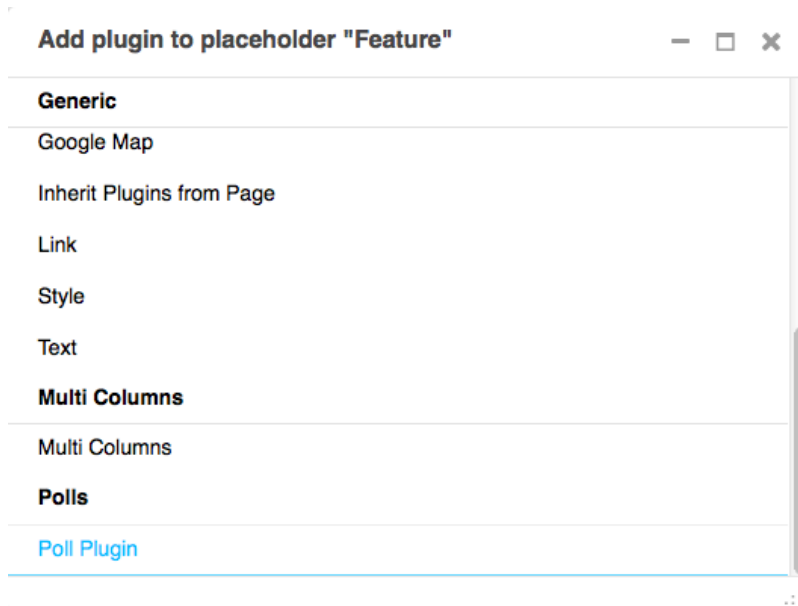 Add plugin to placeholder "Feature"
Generic
Google Map
Inherit Plugins from Page
Link
Style
Text
Multi Columns
Multi Columns
Polls
Poll Plugin